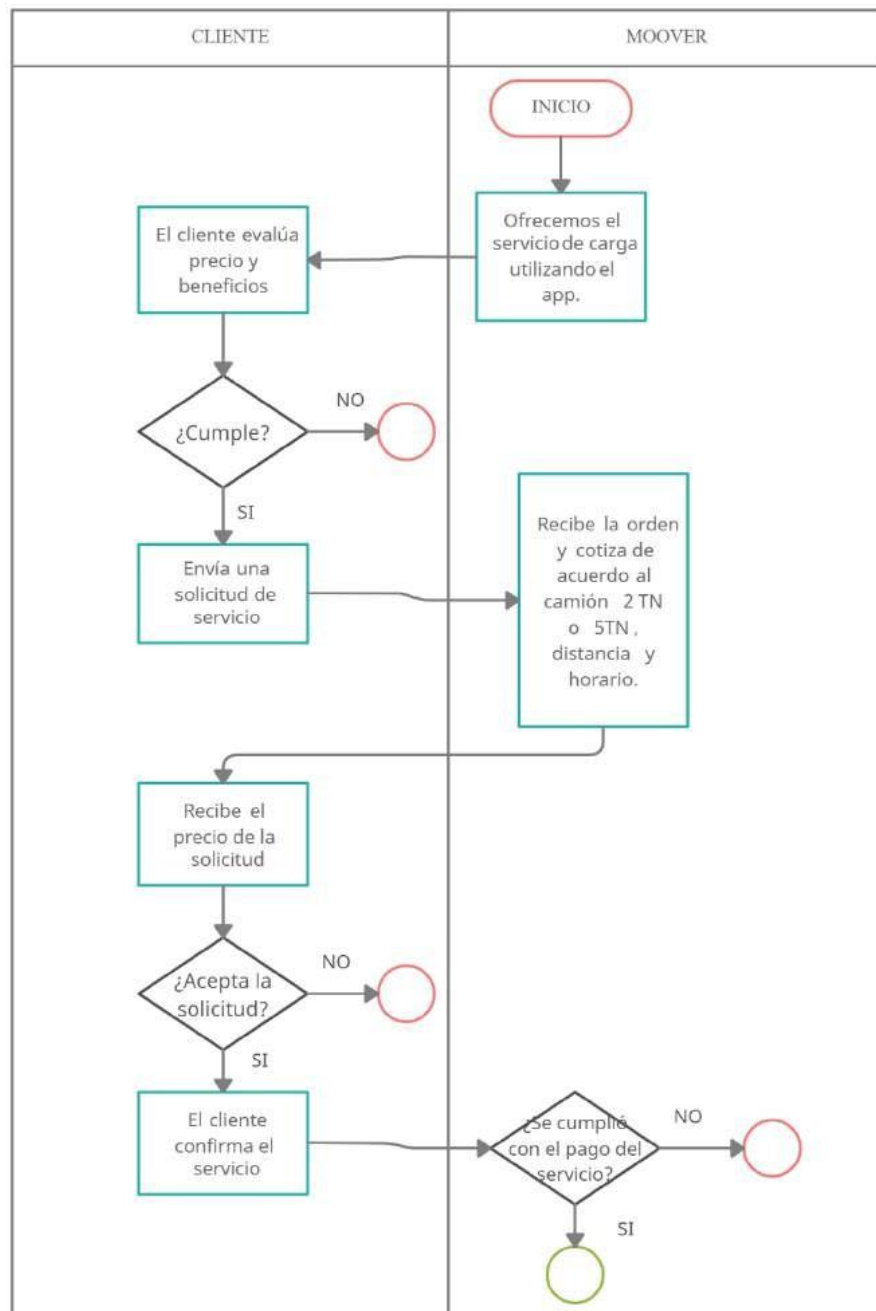 CLIENTE
MOOVER
INICIO
Ofrecemos el
servicio de carga
utilizando el
app.
El cliente evalúa
precio y
beneficios
¿Cumple?
NO
SI
Envía una
solicitud de
servicio
Recibe la orden
y cotiza de
acuerdo al
camión 2 TN
o 5TN ,
distancia y
horario.
Recibe el
precio de la
solicitud
¿Acepta la
solicitud?
NO
SI
El cliente
confirma el
servicio
¿Se cumplió
con el pago del
servicio?
NO
SI